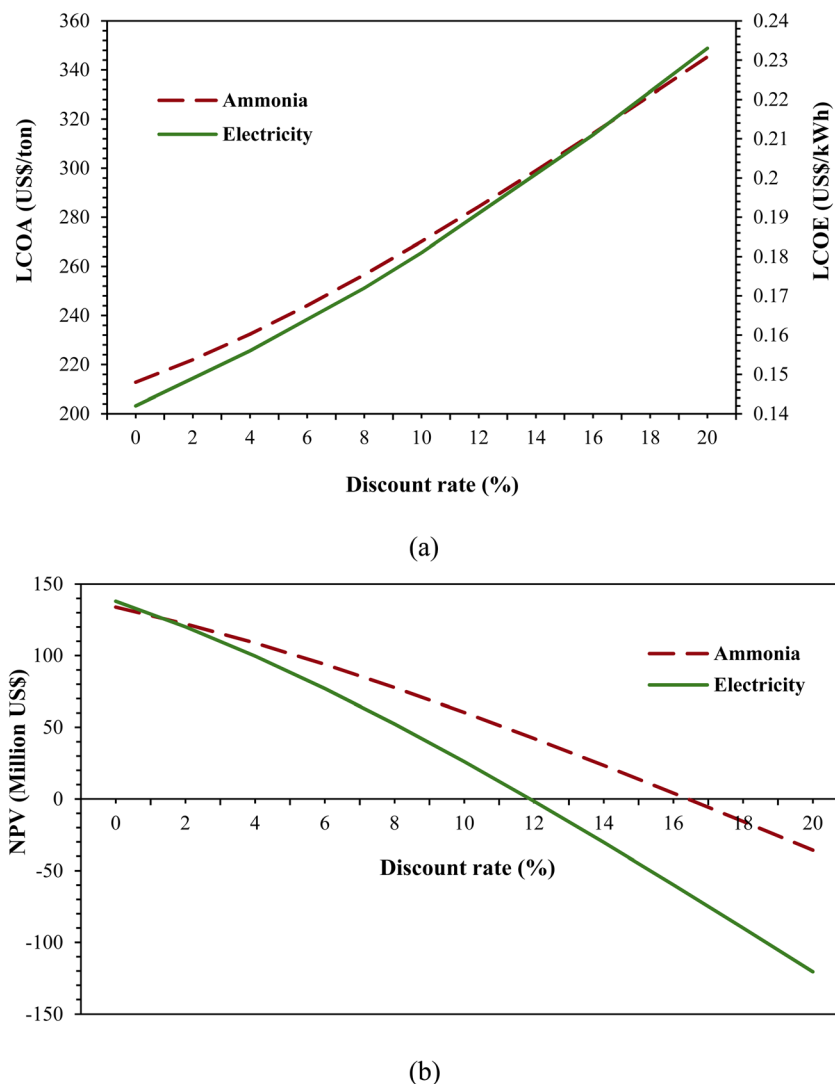 360
340
320
300
280
260
240
220
200
LCOA (US$/ton)
Ammonia
Electricity
0.24
0.23
0.22
0.21
0.2
0.19
0.18
0.17
0.16
0.15
0.14
LCOE (US$/kWh)
0 2 4 6 8 10 12 14 16 18 20
Discount rate (%)
(a)
150
100
50
0
-50
-100
-150
NPV (Million US$)
Ammonia
Electricity
0 2 4 6 8 10 12 14 16 18 20
Discount rate (%)
(b)